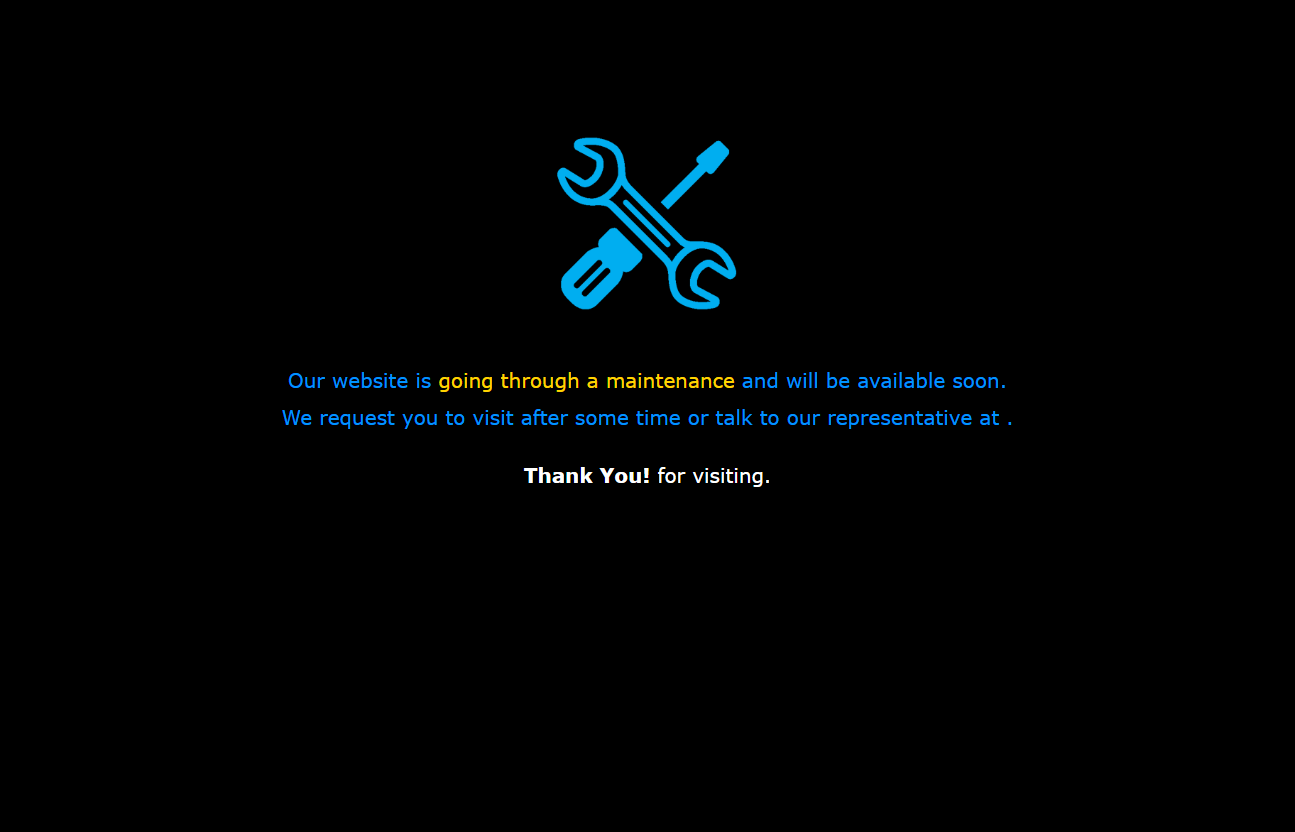 Our website is going through a maintenance and will be available soon.
We request you to visit after some time or talk to our representative at .
Thank You! for visiting.